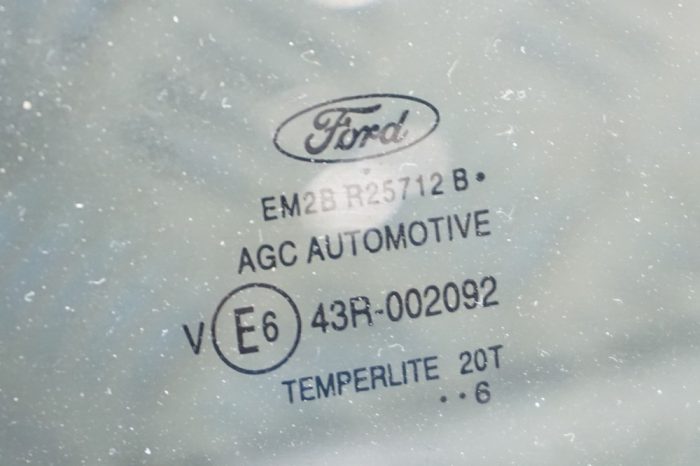 Ford
EM2B R25712 B•
AGC AUTOMOTIVE
V E6 43R-002092
TEMPERLITE 20T
..6